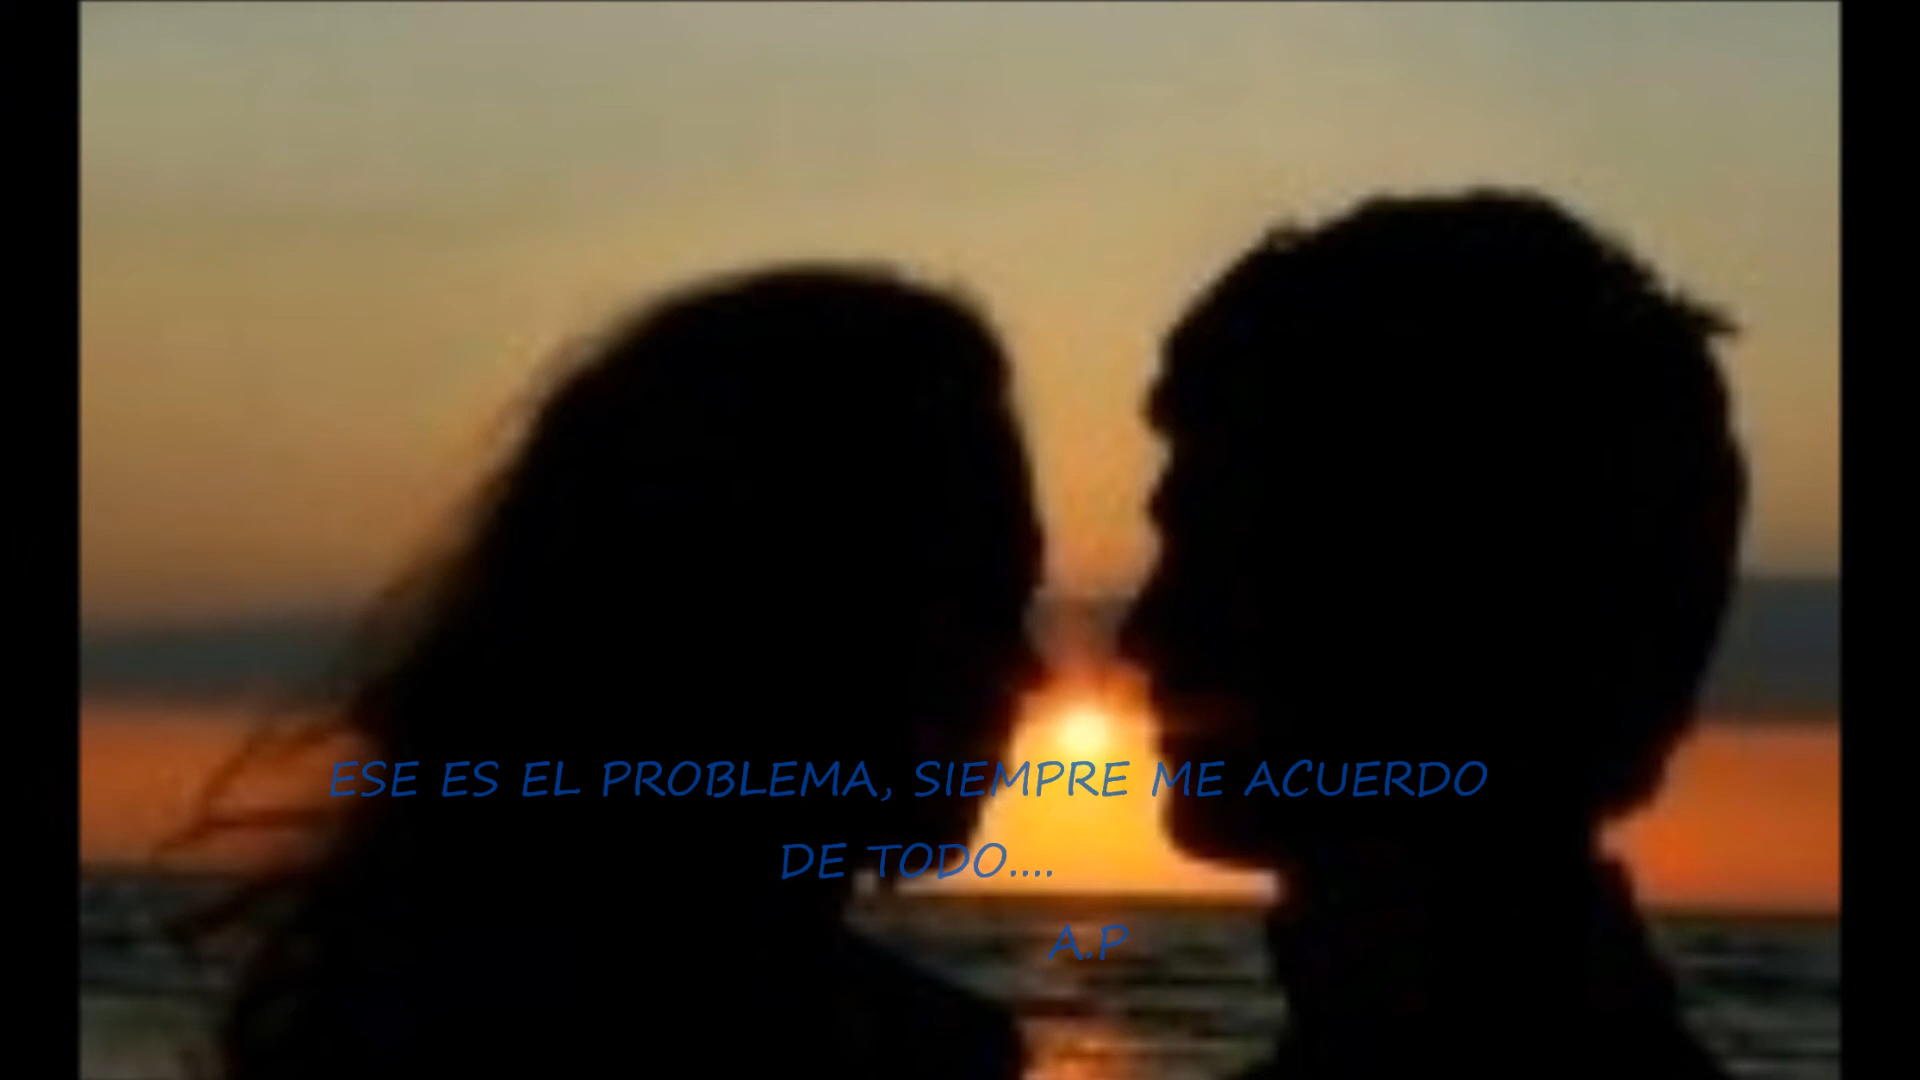 ESE ES EL PROBLEMA, SIEMPRE ME ACUERDO
DE TODO....
A.P